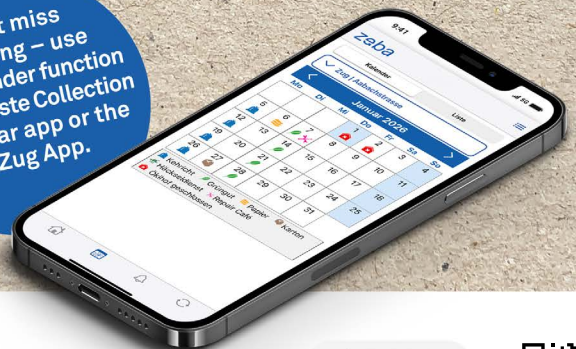 t miss
ng – use
der function
ste Collection
ar app or the
Zug App.
9:41
5G
zeba
Kalender Liste
Zug | Aabachstrasse
Januar 2026
Mo Di Mi Do Fr Sa So
1 2 3 4
5 6 7 8 9 10 11
12 13 14 15 16 17 18
19 20 21 22 23 24 25
26 27 28 29 30 31
Kehricht Grüngut Papier Karton
Häckseldienst Repair Café
Ökihof geschlossen